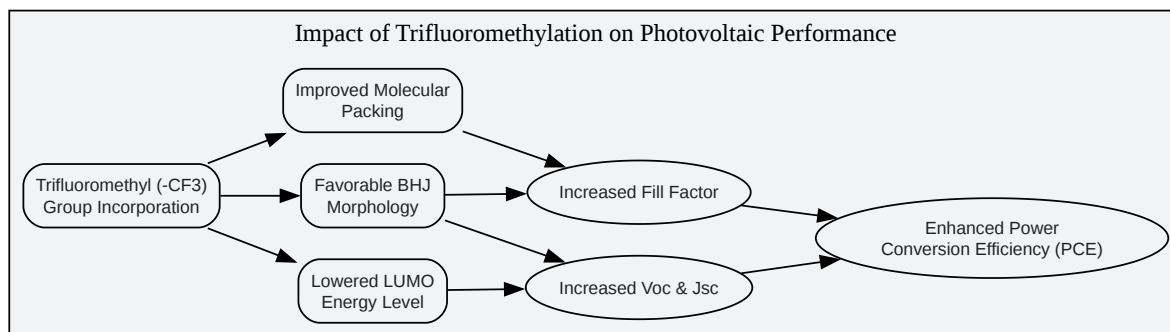 Impact of Trifluoromethylation on Photovoltaic Performance
Improved Molecular
Packing
Trifluoromethyl (-CF3)
Group Incorporation
Favorable BHJ
Morphology
Increased Fill Factor
Enhanced Power
Conversion Efficiency (PCE)
Lowered LUMO
Energy Level
Increased Voc & Jsc